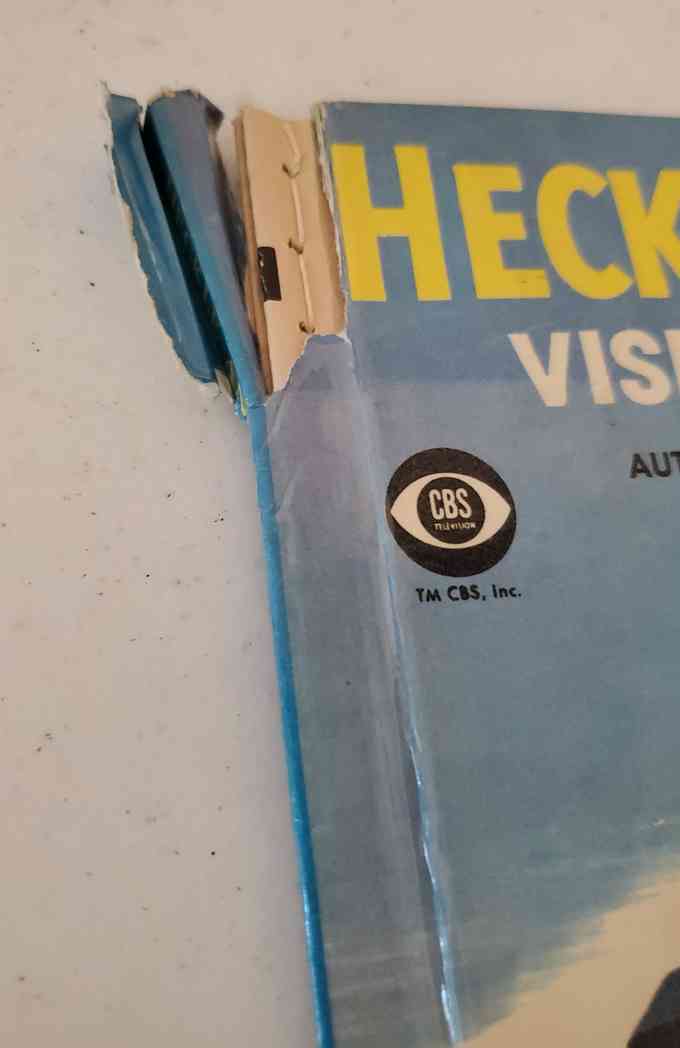 HECK
VISI
AUT
CBS
TELEVISION
TM CBS, Inc.